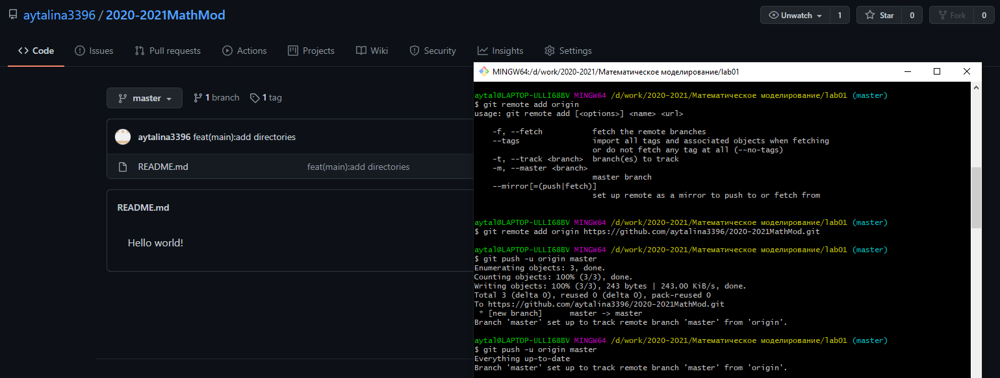 aytalina3396 / 2020-2021MathMod
Unwatch 1 Star 0 Fork 0
Code Issues Pull requests Actions Projects Wiki Security Insights Settings
master 1 branch 1 tag
aytalina3396 feat(main):add directories
README.md feat(main):add directories
README.md
Hello world!
MINGW64:/d/work/2020-2021/Математическое моделирование/lab01
aytal@LAPTOP-ULLI68BV MINGW64 /d/work/2020-2021/Математическое моделирование/lab01 (master)
$ git remote add origin
usage: git remote add [<options>] <name> <url>
-f, --fetch fetch the remote branches
--tags import all tags and associated objects when fetching
or do not fetch any tag at all (--no-tags)
-t, --track <branch> branch(es) to track
-m, --master <branch>
master branch
--mirror[=(push|fetch)]
set up remote as a mirror to push to or fetch from
aytal@LAPTOP-ULLI68BV MINGW64 /d/work/2020-2021/Математическое моделирование/lab01 (master)
$ git remote add origin https://github.com/aytalina3396/2020-2021MathMod.git
aytal@LAPTOP-ULLI68BV MINGW64 /d/work/2020-2021/Математическое моделирование/lab01 (master)
$ git push -u origin master
Enumerating objects: 3, done.
Counting objects: 100% (3/3), done.
Writing objects: 100% (3/3), 243 bytes | 243.00 KiB/s, done.
Total 3 (delta 0), reused 0 (delta 0), pack-reused 0
To https://github.com/aytalina3396/2020-2021MathMod.git
* [new branch] master -> master
Branch 'master' set up to track remote branch 'master' from 'origin'.
aytal@LAPTOP-ULLI68BV MINGW64 /d/work/2020-2021/Математическое моделирование/lab01 (master)
$ git push -u origin master
Everything up-to-date
Branch 'master' set up to track remote branch 'master' from 'origin'.